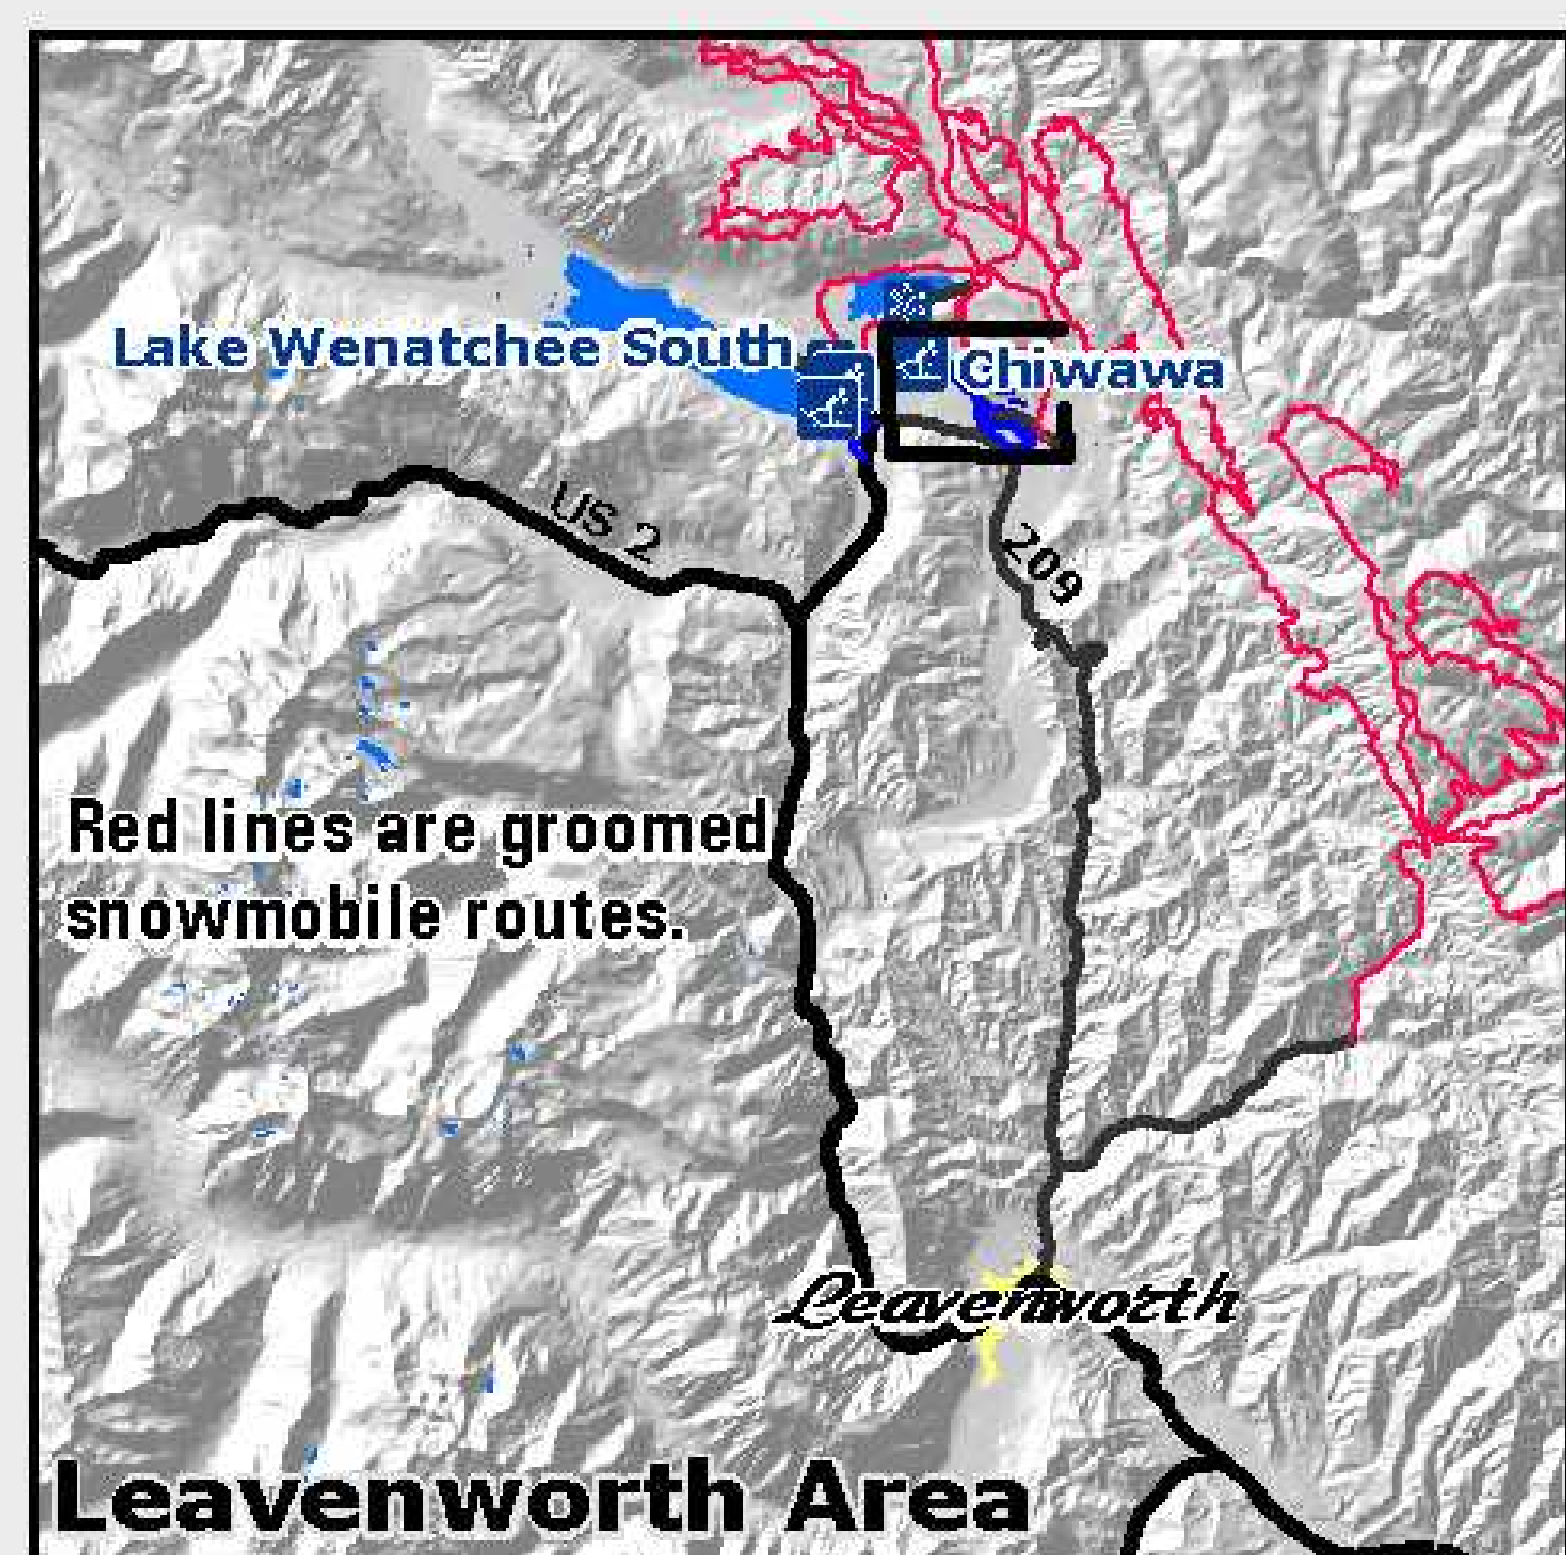 Lake Wenatchee South
Chiwawa
US 2
209
Red lines are groomed
snowmobile routes.
Leavenworth
Leavenworth Area